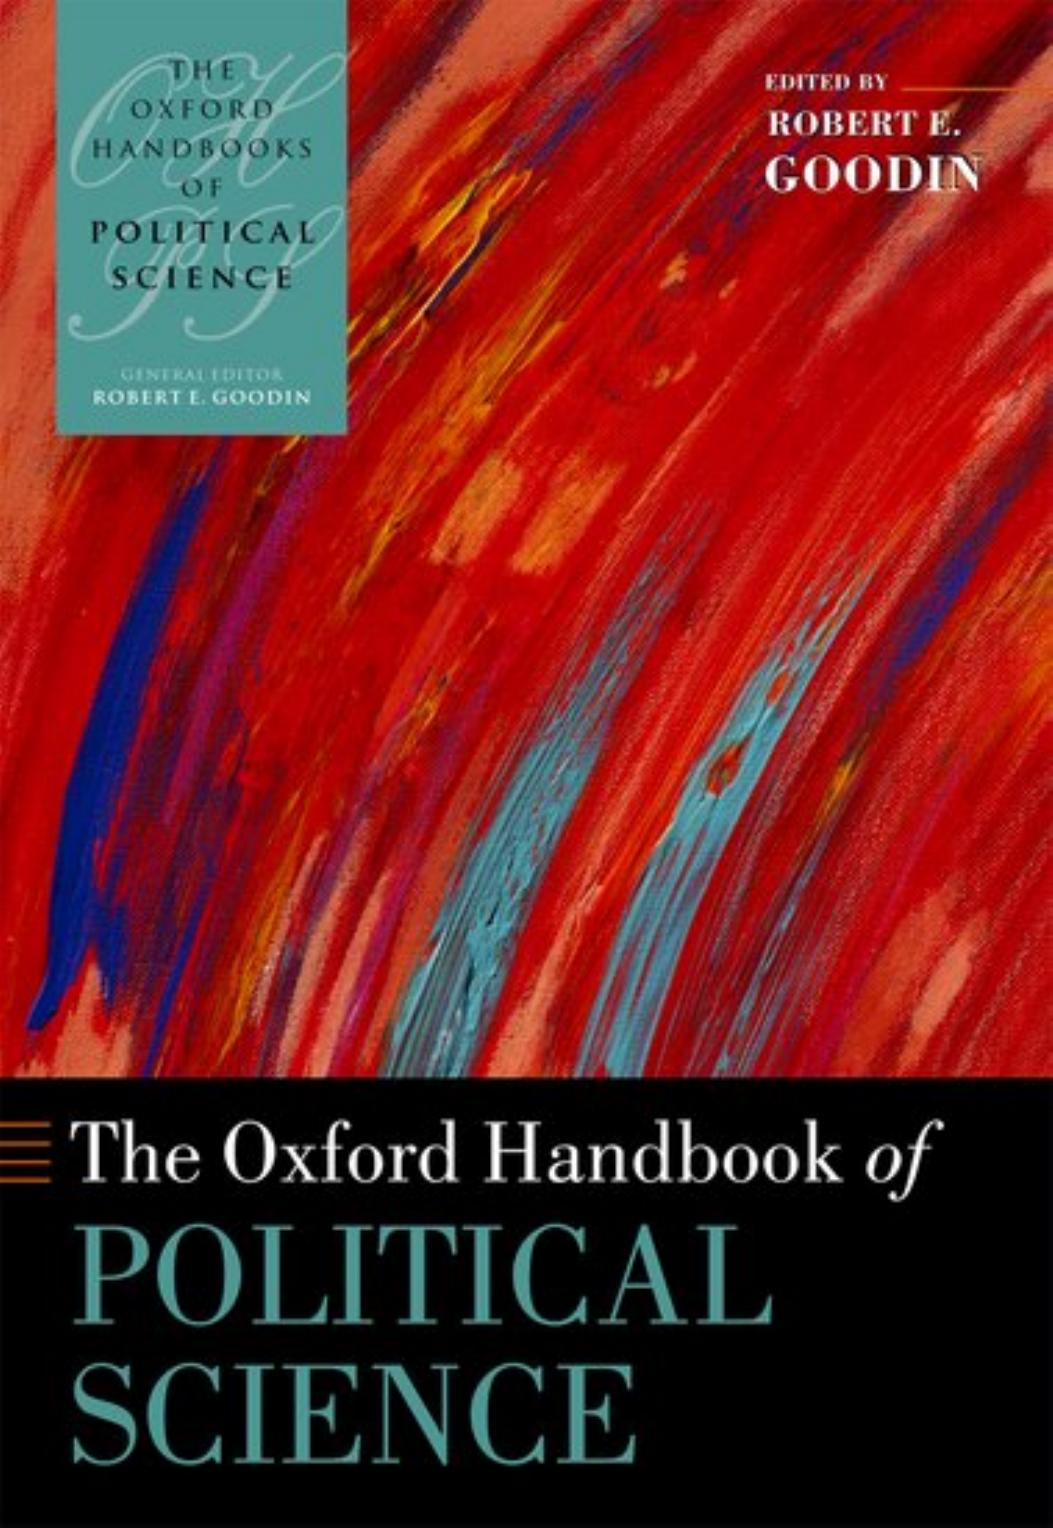 THE
OXFORD
HANDBOOKS
OF
POLITICAL
SCIENCE
GENERAL EDITOR
ROBERT E. GOODIN
EDITED BY
ROBERT E.
GOODIN
The Oxford Handbook of
POLITICAL
SCIENCE